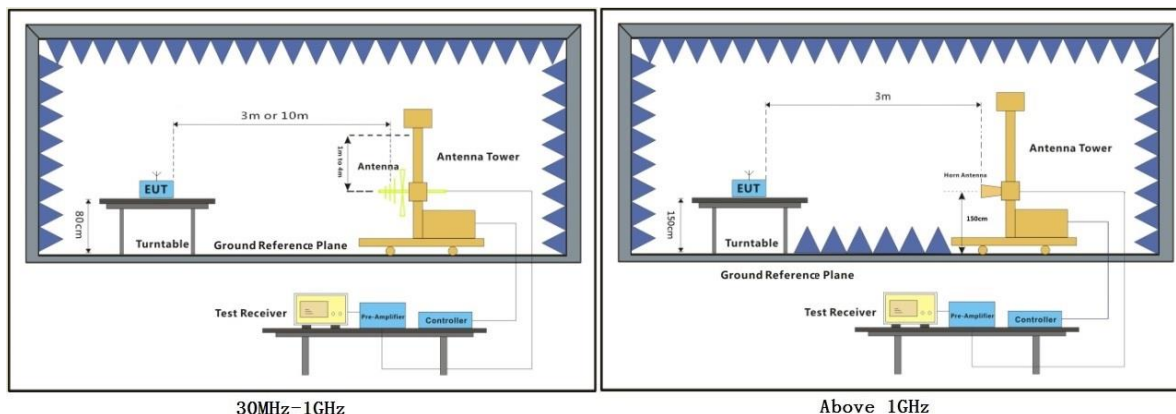 3m or 10m
1m to 4m
Antenna
Antenna Tower
EUT
80cm
Turntable
Ground Reference Plane
Test Receiver
Pre-Amplifier
Controller
30MHz-1GHz
3m
Antenna Tower
Horn Antenna
EUT
150cm
150cm
Turntable
Ground Reference Plane
Test Receiver
Pre-Amplifier
Controller
Above 1GHz